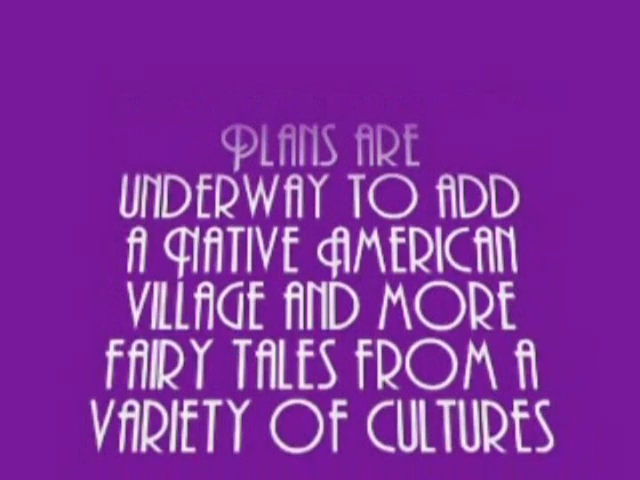 Plans are
underway to add
a Native American
village and more
fairy tales from a
variety of cultures